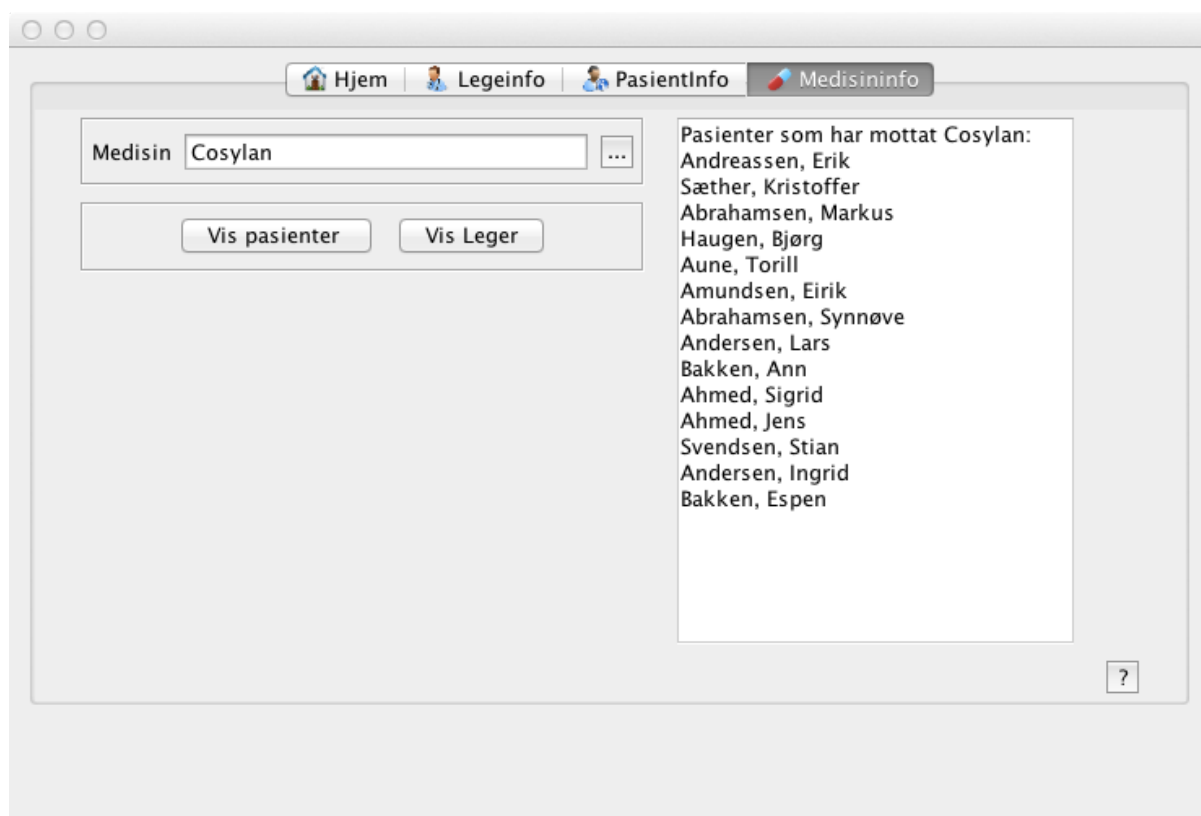 Hjem Legeinfo PasientInfo Medisininfo
Medisin Cosylan ...
Vis pasienter Vis Leger
Pasienter som har mottat Cosylan:
Andreassen, Erik
Sæther, Kristoffer
Abrahamsen, Markus
Haugen, Bjørg
Aune, Torill
Amundsen, Eirik
Abrahamsen, Synnøve
Andersen, Lars
Bakken, Ann
Ahmed, Sigrid
Ahmed, Jens
Svendsen, Stian
Andersen, Ingrid
Bakken, Espen
?